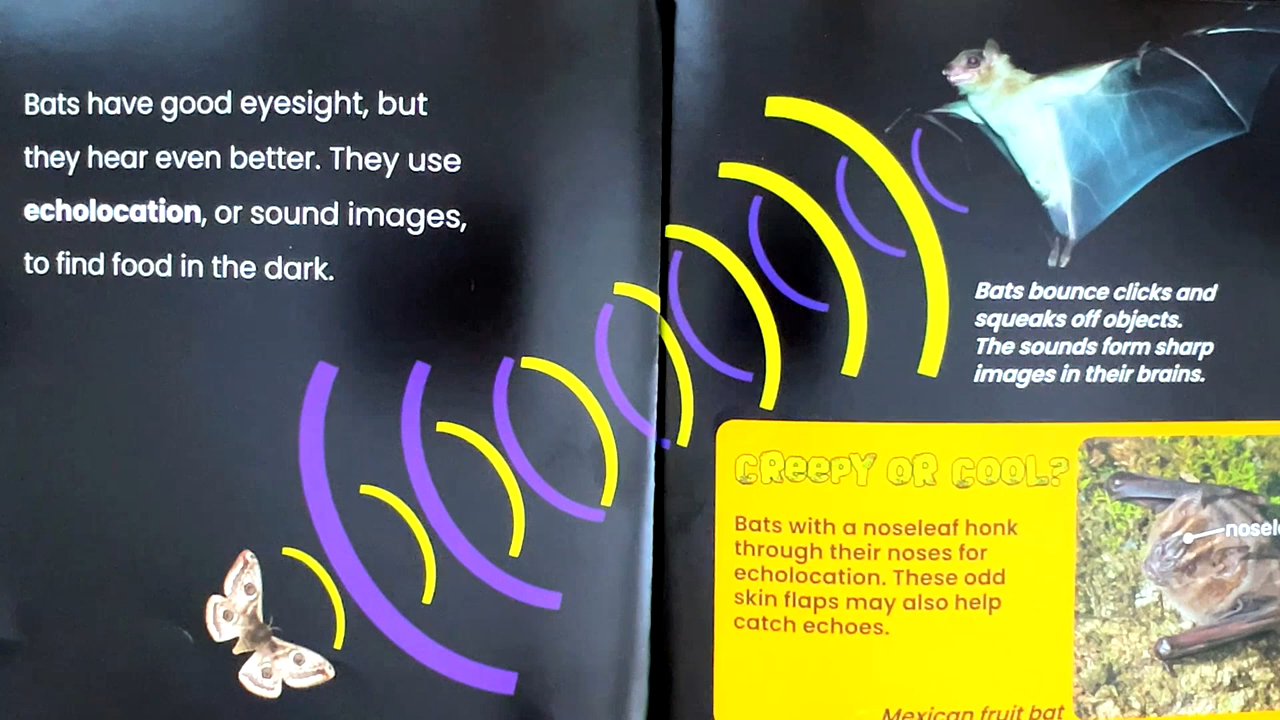 Bats have good eyesight, but
they hear even better. They use
echolocation, or sound images,
to find food in the dark.
Bats bounce clicks and
squeaks off objects.
The sounds form sharp
images in their brains.
CReePY OR COOL?
Bats with a noseleaf honk
through their noses for
echolocation. These odd
skin flaps may also help
catch echoes.
Mexican fruit bat